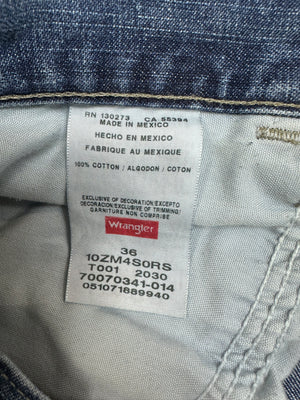 RN 130273 CA 55394
MADE IN MEXICO
HECHO EN MEXICO
FABRIQUE AU MEXIQUE
100% COTTON / ALGODON / COTON
EXCLUSIVE OF DECORATION/EXCEPTO
DECORACION/EXCLUSIVE OF TRIMMING/
GARNITURE NON COMPRISE
Wrangler
36
10ZM4S0RS
T001 2030
70070341-014
051071889940